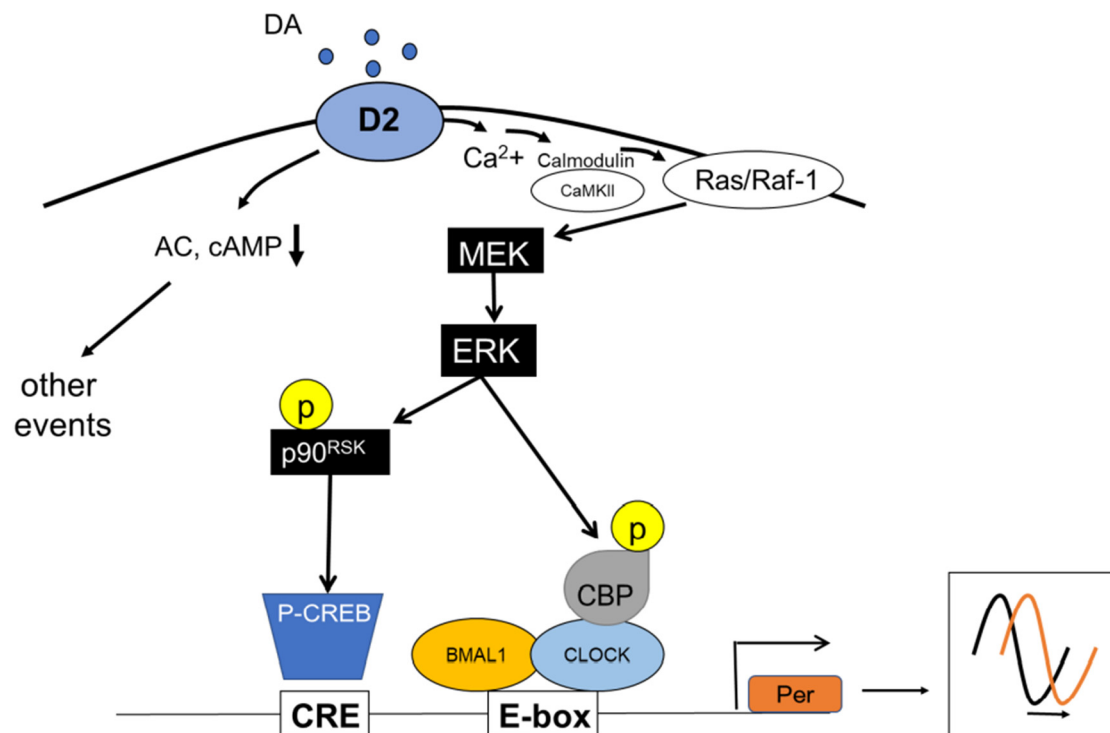 DA
D2
Ca²+
Calmodulin
CaMKII
Ras/Raf-1
AC, cAMP
MEK
ERK
other
events
p
p90ᴿˢᴷ
p
P-CREB
CBP
BMAL1
CLOCK
CRE
E-box
Per